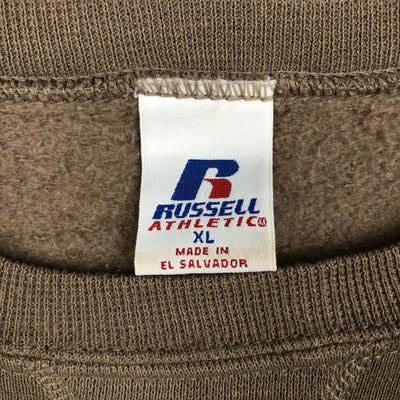 RUSSELL
ATHLETIC
XL
MADE IN
EL SALVADOR